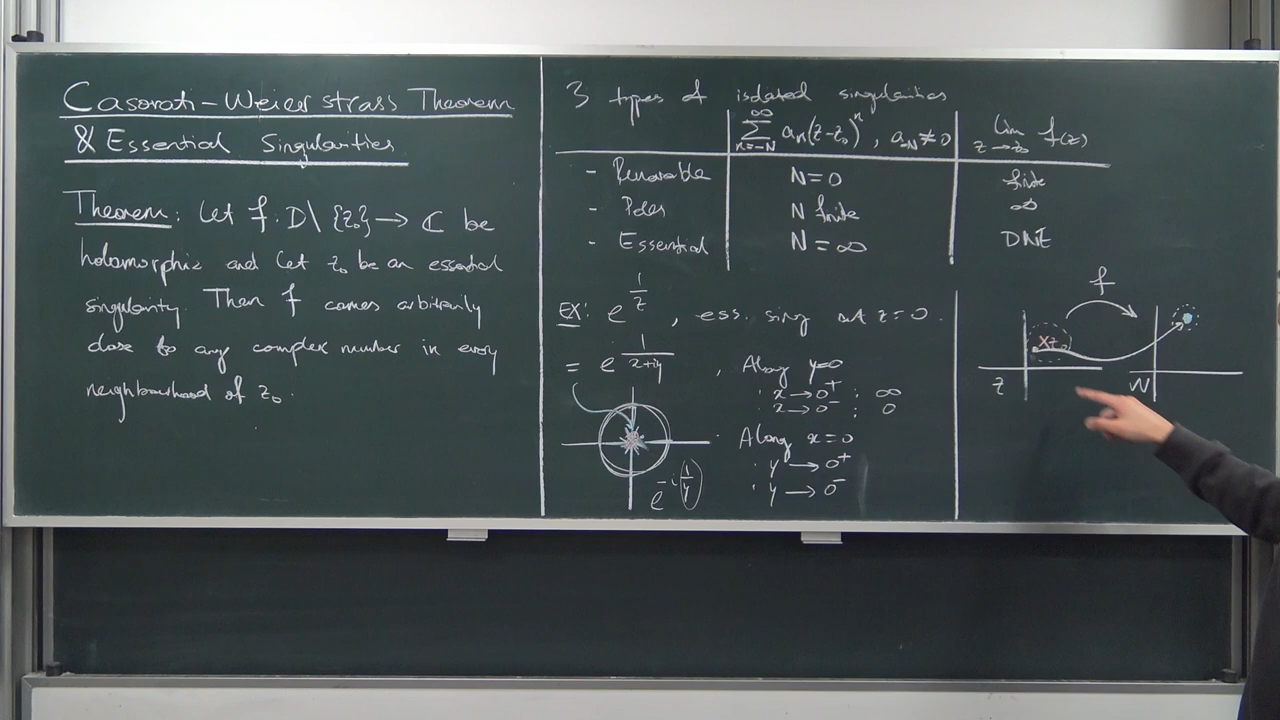 Casorati-Weierstrass Theorem
& Essential Singularities
Theorem: Let f: D\ {z₀} → ℂ be
holomorphic and let z₀ be an essential
singularity. Then f comes arbitrarily
close to any complex number in every
neighbourhood of z₀.
3 types of isolated singularities
∑_{n=-N}^{∞} aₙ(z-z₀)ⁿ, a₋N≠0 lim_{z→z₀} f(z)
- Removable N=0 finite
- Poles N finite ∞
- Essential N=∞ DNE
EX: e^{1/z}, ess. sing at z=0.
= e^{1/(x+iy)}, Along y=0
x→0⁺: ∞
x→0⁻: 0
Along x=0
y→0⁺
y→0⁻
e^{-i(1/y)}
f
×z₀
z W